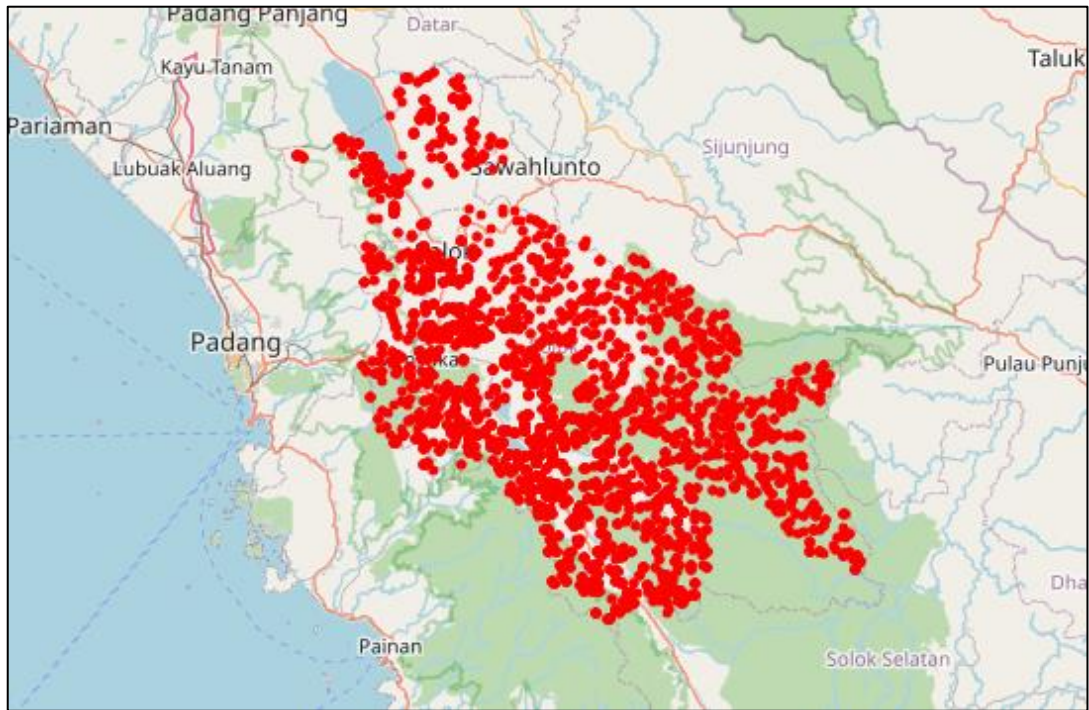 Padang Panjang
Datar
Kayu Tanam
Taluk
Pariaman
Sijunjung
Lubuak Aluang
Sawahlunto
Padang
Pulau Punju
Dha
Painan
Solok Selatan